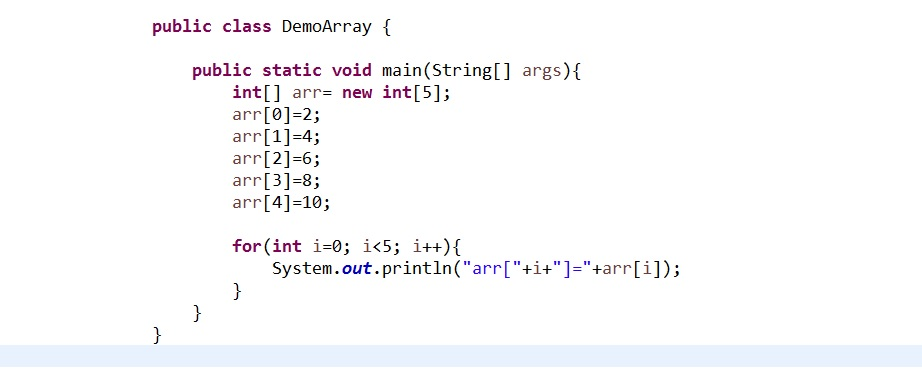 public class DemoArray {
public static void main(String[] args){
int[] arr= new int[5];
arr[0]=2;
arr[1]=4;
arr[2]=6;
arr[3]=8;
arr[4]=10;
for(int i=0; i<5; i++){
System.out.println("arr["+i+"]="+arr[i]);
}
}
}